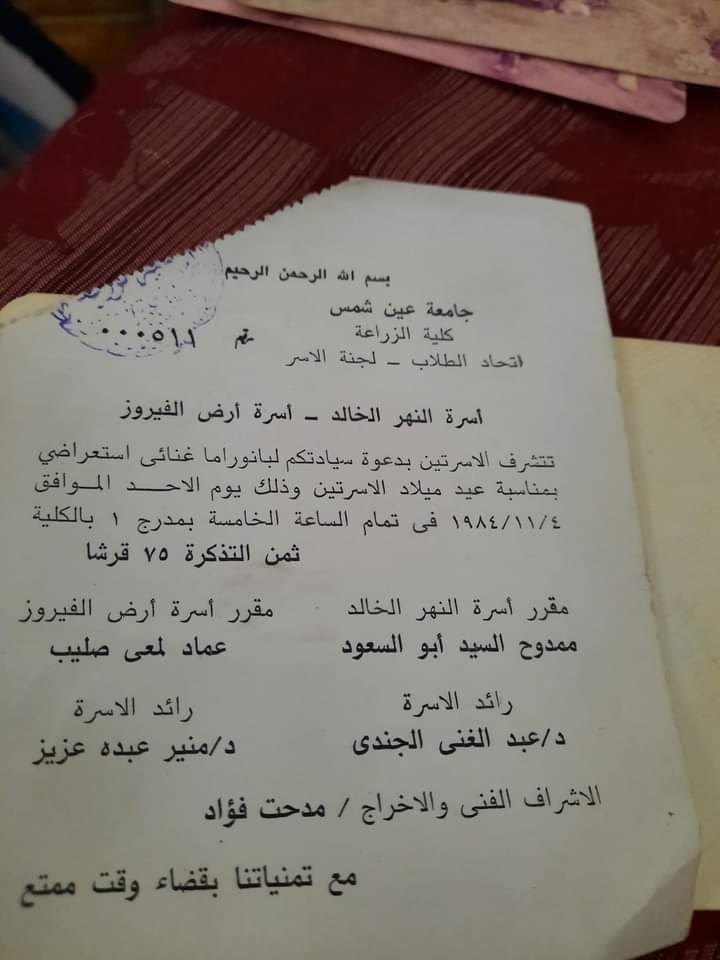 بسم الله الرحمن الرحيم
جامعة عين شمس
كلية الزراعة
اتحاد الطلاب ــ لجنة الاسر
رقم ٠٠٠٥١١
أسرة النهر الخالد ــ أسرة أرض الفيروز
تتشرف الاسرتين بدعوة سيادتكم لبانوراما غنائى استعراضي
بمناسبة عيد ميلاد الاسرتين وذلك يوم الاحد الموافق
١٩٨٤/١١/٤ فى تمام الساعة الخامسة بمدرج ١ بالكلية
ثمن التذكرة ٧٥ قرشا
مقرر أسرة النهر الخالد مقرر أسرة أرض الفيروز
ممدوح السيد أبو السعود عماد لمعى صليب
رائد الاسرة رائد الاسرة
د/عبد الغنى الجندى د/منير عبده عزيز
الاشراف الفنى والاخراج / مدحت فؤاد
مع تمنياتنا بقضاء وقت ممتع